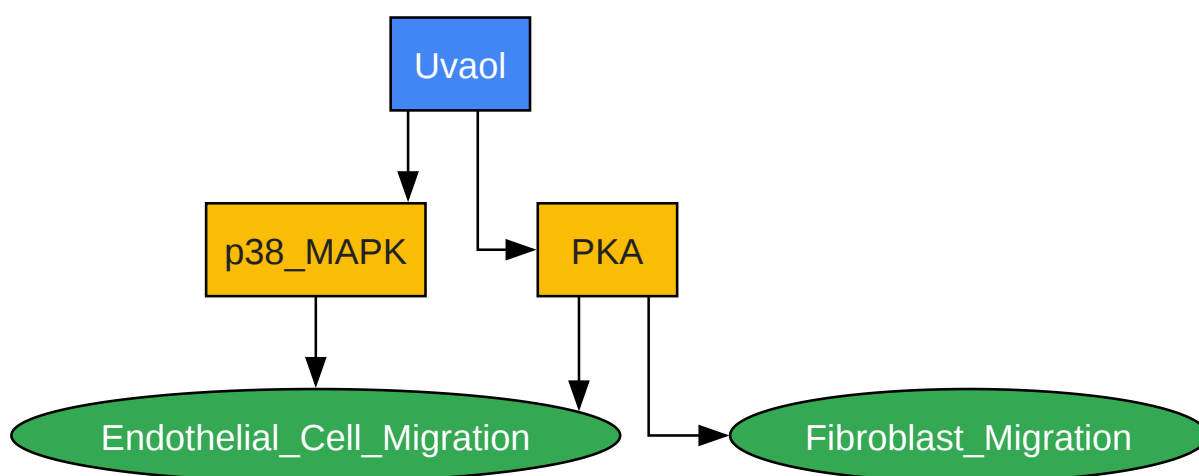 Uvaol
p38_MAPK
PKA
Endothelial_Cell_Migration
Fibroblast_Migration